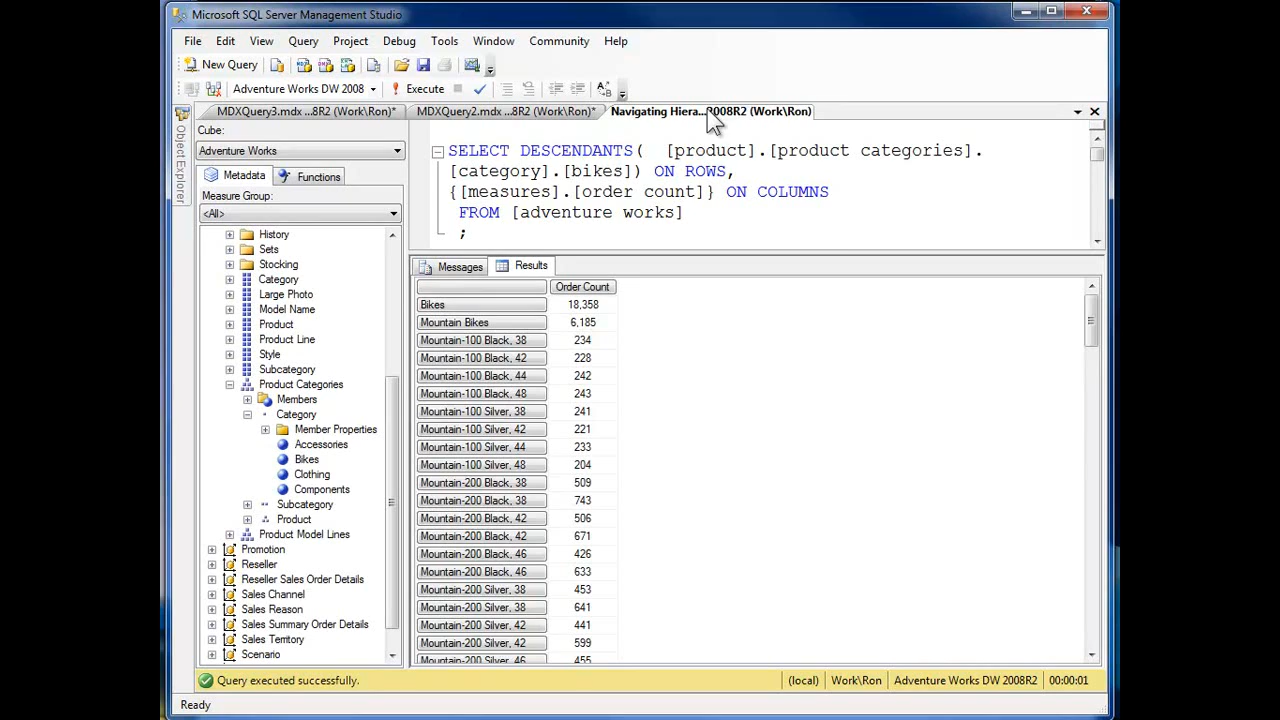 Microsoft SQL Server Management Studio
File Edit View Query Project Debug Tools Window Community Help
New Query
Adventure Works DW 2008 Execute
MDXQuery3.mdx ...8R2 (Work\Ron)* MDXQuery2.mdx ...8R2 (Work\Ron)* Navigating Hiera...2008R2 (Work\Ron)
Object Explorer
Cube:
Adventure Works
Metadata Functions
Measure Group:
<All>
History
Sets
Stocking
Category
Large Photo
Model Name
Product
Product Line
Style
Subcategory
Product Categories
Members
Category
Member Properties
Accessories
Bikes
Clothing
Components
Subcategory
Product
Product Model Lines
Promotion
Reseller
Reseller Sales Order Details
Sales Channel
Sales Reason
Sales Summary Order Details
Sales Territory
Scenario
SELECT DESCENDANTS( [product].[product categories].
[category].[bikes]) ON ROWS,
{[measures].[order count]} ON COLUMNS
FROM [adventure works]
;
Messages Results
Order Count
Bikes 18,358
Mountain Bikes 6,185
Mountain-100 Black, 38 234
Mountain-100 Black, 42 228
Mountain-100 Black, 44 242
Mountain-100 Black, 48 243
Mountain-100 Silver, 38 241
Mountain-100 Silver, 42 221
Mountain-100 Silver, 44 233
Mountain-100 Silver, 48 204
Mountain-200 Black, 38 509
Mountain-200 Black, 38 743
Mountain-200 Black, 42 506
Mountain-200 Black, 42 671
Mountain-200 Black, 46 426
Mountain-200 Black, 46 633
Mountain-200 Silver, 38 453
Mountain-200 Silver, 38 641
Mountain-200 Silver, 42 441
Mountain-200 Silver, 42 599
Mountain-200 Silver, 46 455
Query executed successfully. (local) Work\Ron Adventure Works DW 2008R2 00:00:01
Ready